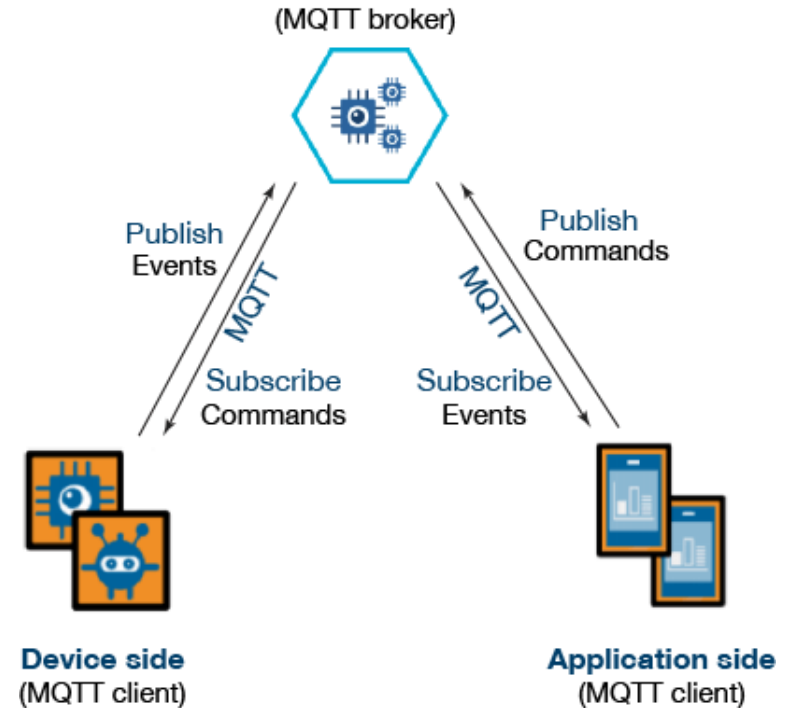 (MQTT broker)
Publish
Events
MQTT
Subscribe
Commands
Publish
Commands
MQTT
Subscribe
Events
Device side
(MQTT client)
Application side
(MQTT client)